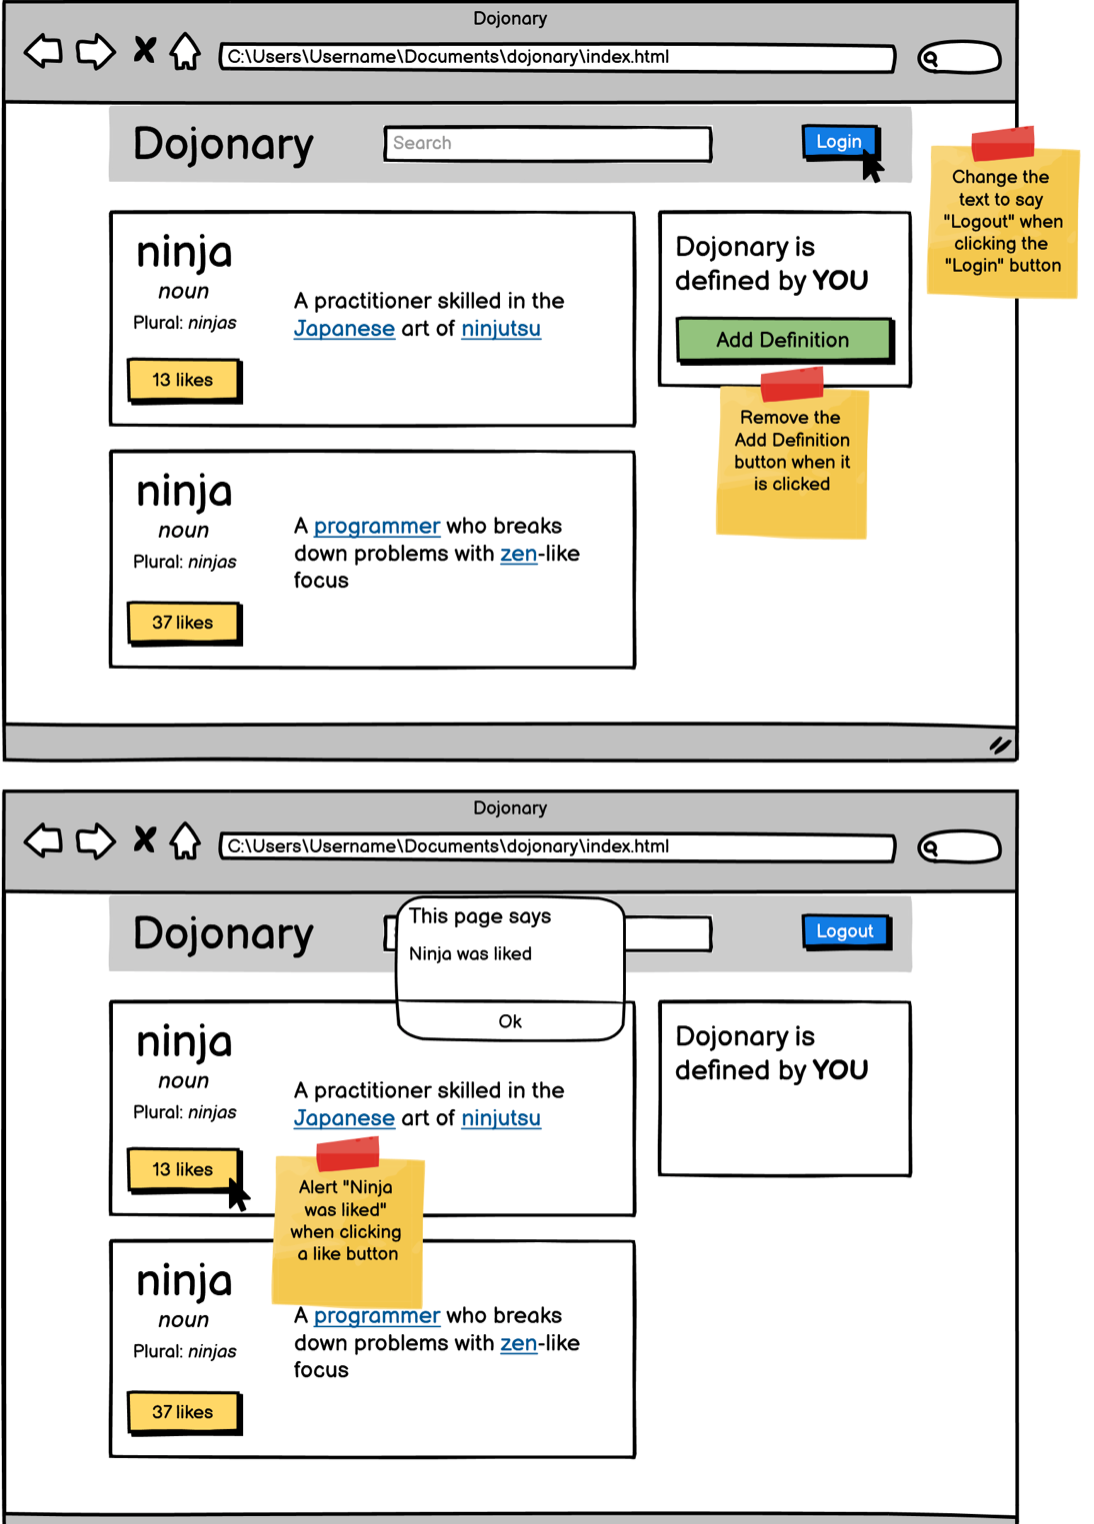 Dojonary
C:\Users\Username\Documents\dojonary\index.html
Dojonary
Search
Login
Change the
text to say
"Logout" when
clicking the
"Login" button
ninja
noun
Plural: ninjas
A practitioner skilled in the
Japanese art of ninjutsu
13 likes
Dojonary is
defined by YOU
Add Definition
Remove the
Add Definition
button when it
is clicked
ninja
noun
Plural: ninjas
A programmer who breaks
down problems with zen-like
focus
37 likes
Dojonary
C:\Users\Username\Documents\dojonary\index.html
Dojonary
This page says
Ninja was liked
Ok
Logout
ninja
noun
Plural: ninjas
A practitioner skilled in the
Japanese art of ninjutsu
13 likes
Alert "Ninja
was liked"
when clicking
a like button
Dojonary is
defined by YOU
ninja
noun
Plural: ninjas
A programmer who breaks
down problems with zen-like
focus
37 likes